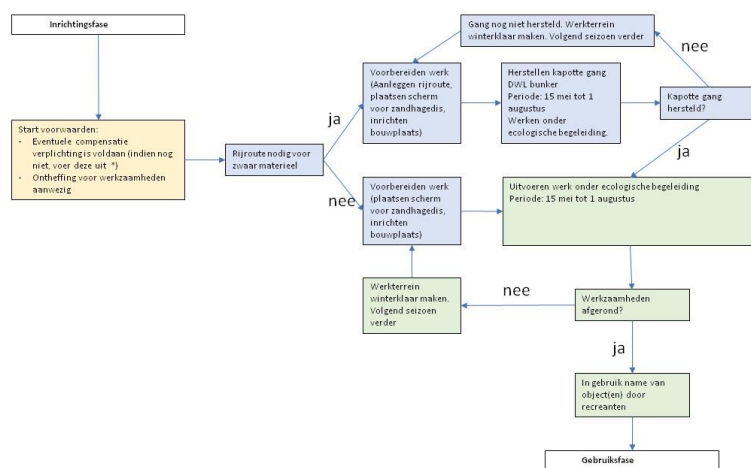 Inrichtingsfase
Gang nog niet hersteld. Werkterrein
winterklaar maken. Volgend seizoen verder
nee
Start voorwaarden:
- Eventuele compensatie
verplichting is voldaan (indien nog
niet, voer deze uit *)
- Ontheffing voor werkzaamheden
aanwezig
Rijroute nodig voor
zwaar materieel
ja
nee
Voorbereiden werk
(Aanleggen rijroute,
plaatsen scherm
voor zandhagedis,
inrichten
bouwplaats)
Herstellen kapotte gang
DWL bunker
Periode: 15 mei tot 1
augustus
Werken onder
ecologische begeleiding.
Kapotte gang
hersteld?
ja
Voorbereiden werk
(plaatsen scherm
voor zandhagedis,
inrichten
bouwplaats)
Uitvoeren werk onder ecologische begeleiding
Periode: 15 mei tot 1 augustus
Werkterrein
winterklaar maken.
Volgend seizoen
verder
nee
Werkzaamheden
afgerond?
ja
In gebruik name van
object(en) door
recreanten
Gebruiksfase